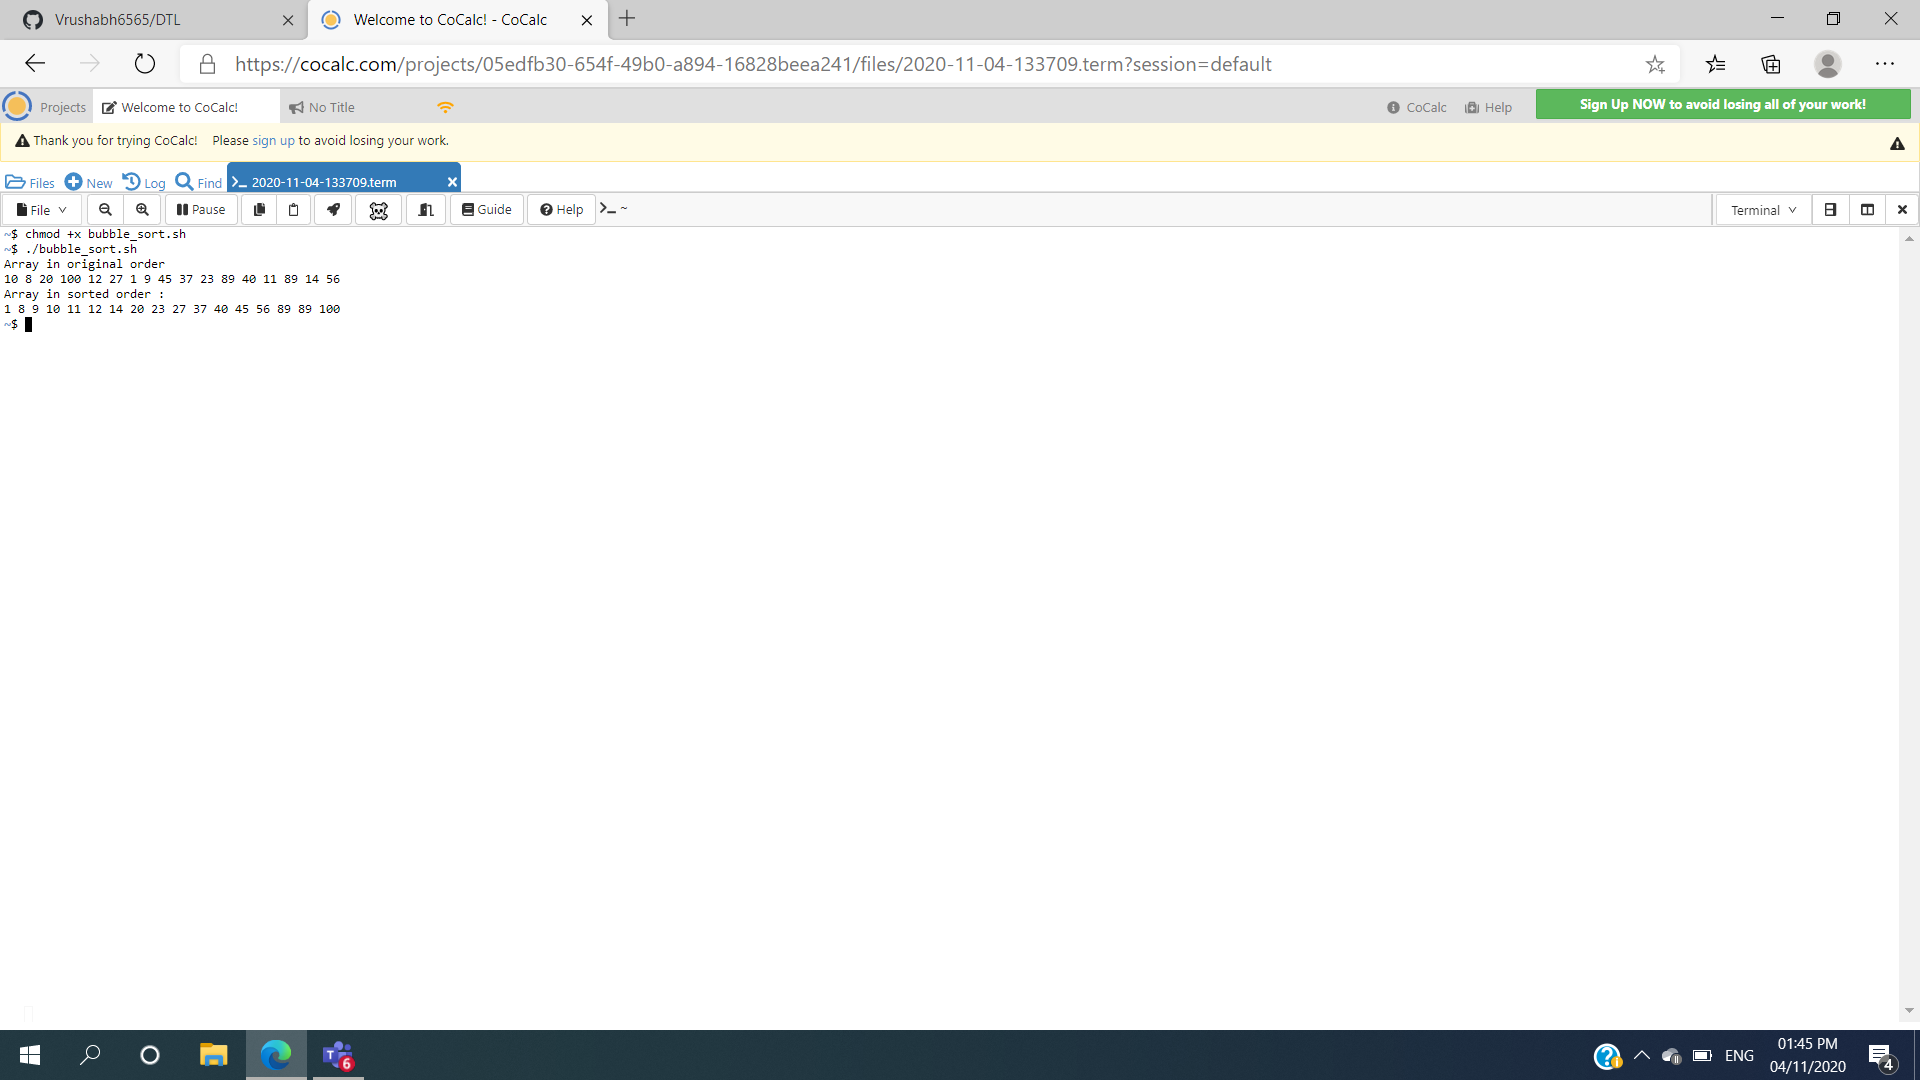 Vrushabh6565/DTL
Welcome to CoCalc! - CoCalc
https://cocalc.com/projects/05edfb30-654f-49b0-a894-16828beea241/files/2020-11-04-133709.term?session=default
Projects Welcome to CoCalc! No Title CoCalc Help Sign Up NOW to avoid losing all of your work!
Thank you for trying CoCalc! Please sign up to avoid losing your work.
Files New Log Find >_ 2020-11-04-133709.term
File Pause Guide Help >_ ~ Terminal
~$ chmod +x bubble_sort.sh
~$ ./bubble_sort.sh
Array in original order
10 8 20 100 12 27 1 9 45 37 23 89 40 11 89 14 56
Array in sorted order :
1 8 9 10 11 12 14 20 23 27 37 40 45 56 89 89 100
~$
T 6
ENG
01:45 PM
04/11/2020
4